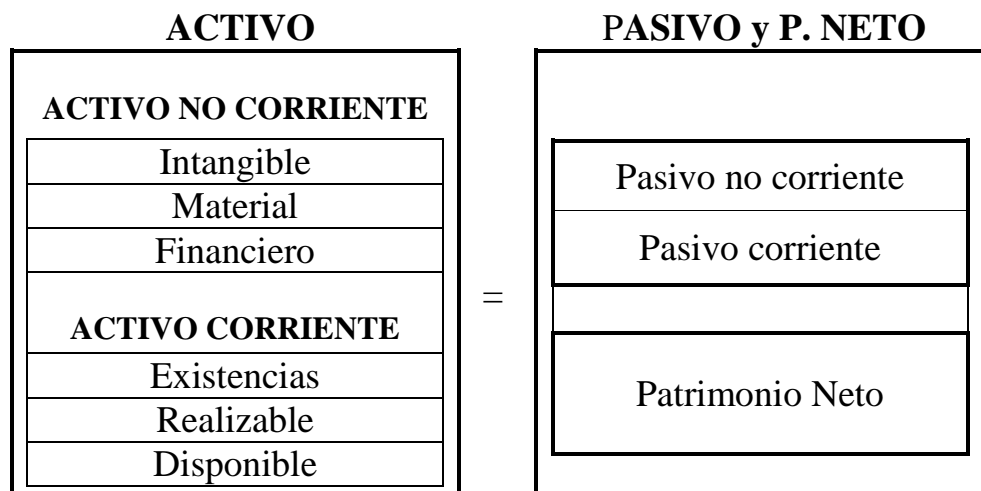 ACTIVO
ACTIVO NO CORRIENTE
Intangible
Material
Financiero
ACTIVO CORRIENTE
Existencias
Realizable
Disponible
=
PASIVO y P. NETO
Pasivo no corriente
Pasivo corriente
Patrimonio Neto